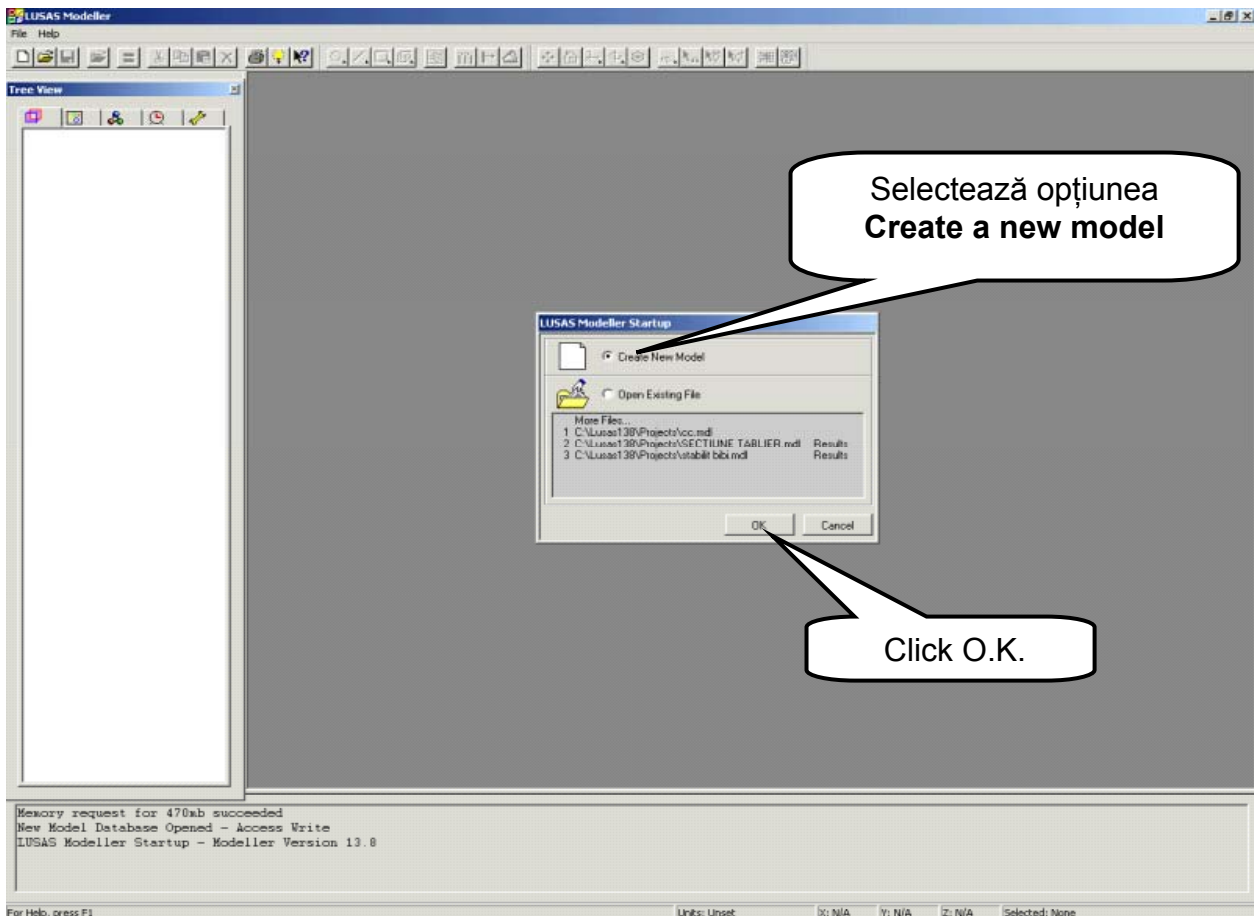 LUSAS Modeller
File Help
Tree View
Selectează opțiunea
Create a new model
LUSAS Modeller Startup
Create New Model
Open Existing File
More Files...
1 C:\Lusas138\Projects\cc.mdl
2 C:\Lusas138\Projects\SECTIUNE TABLIER.mdl Results
3 C:\Lusas138\Projects\stabilit bibi.mdl Results
OK Cancel
Click O.K.
Memory request for 470mb succeeded
New Model Database Opened - Access Write
LUSAS Modeller Startup - Modeller Version 13.8
For Help, press F1 Units: Unset X: N/A Y: N/A Z: N/A Selected: None